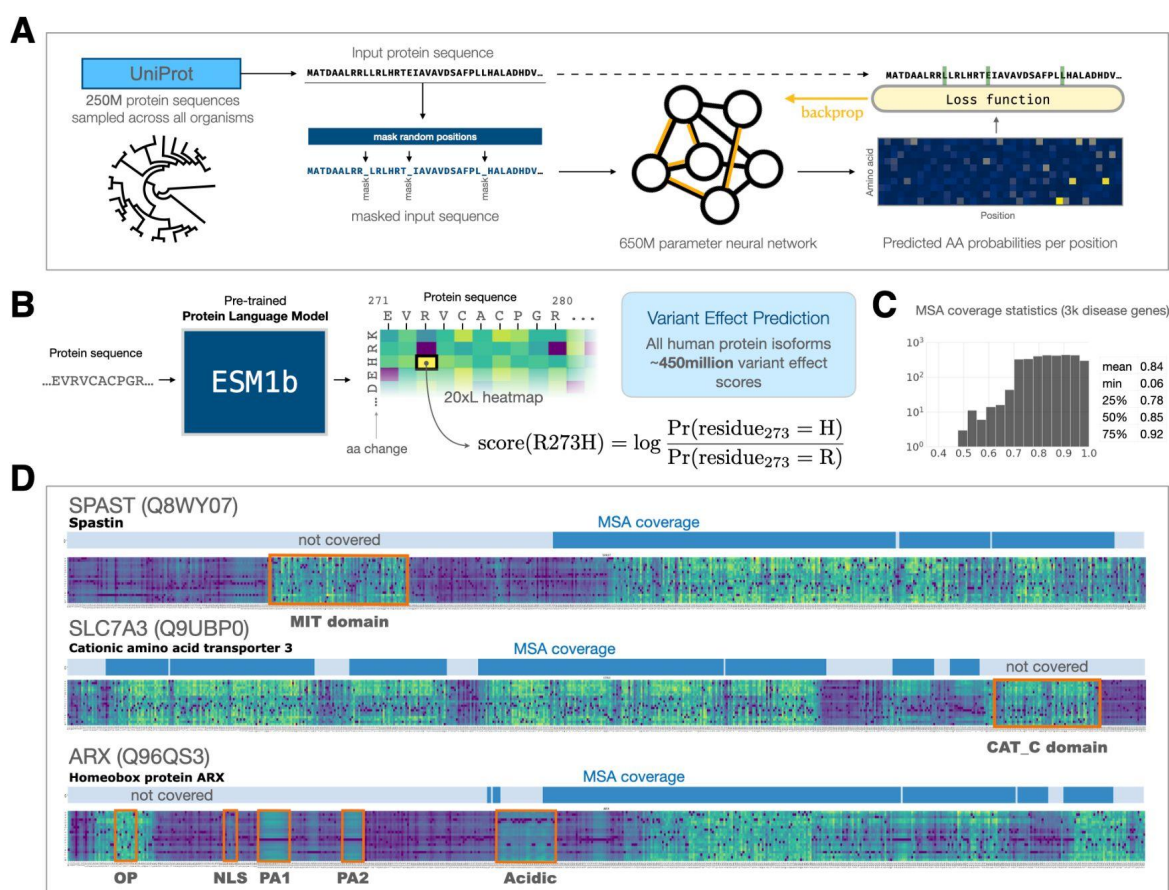 A
UniProt
250M protein sequences
sampled across all organisms
Input protein sequence
MATDAALRRLLRLHRTEIAVAVDSAFPLLHALADHDV…
mask random positions
MATDAALRR_LRLHRT_IAVAVDSAFPL_HALADHDV…
mask
mask
mask
masked input sequence
650M parameter neural network
backprop
MATDAALRRLLRLHRTEIAVAVDSAFPLLHALADHDV…
Loss function
Amino acid
Position
Predicted AA probabilities per position
B
Protein sequence
...EVRVCACPGR...
Pre-trained
Protein Language Model
ESM1b
271 Protein sequence 280
E V R V C A C P G R ...
... D E H R K
aa change
20xL heatmap
Variant Effect Prediction
All human protein isoforms
~450million variant effect
scores
score(R273H) = log Pr(residue₂₇₃ = H) / Pr(residue₂₇₃ = R)
C
MSA coverage statistics (3k disease genes)
10³
10²
10¹
10⁰
0.4 0.5 0.6 0.7 0.8 0.9 1.0
mean 0.84
min 0.06
25% 0.78
50% 0.85
75% 0.92
D
SPAST (Q8WY07)
Spastin
MSA coverage
not covered
MIT domain
SLC7A3 (Q9UBP0)
Cationic amino acid transporter 3
MSA coverage
not covered
CAT_C domain
ARX (Q96QS3)
Homeobox protein ARX
MSA coverage
not covered
OP NLS PA1 PA2 Acidic